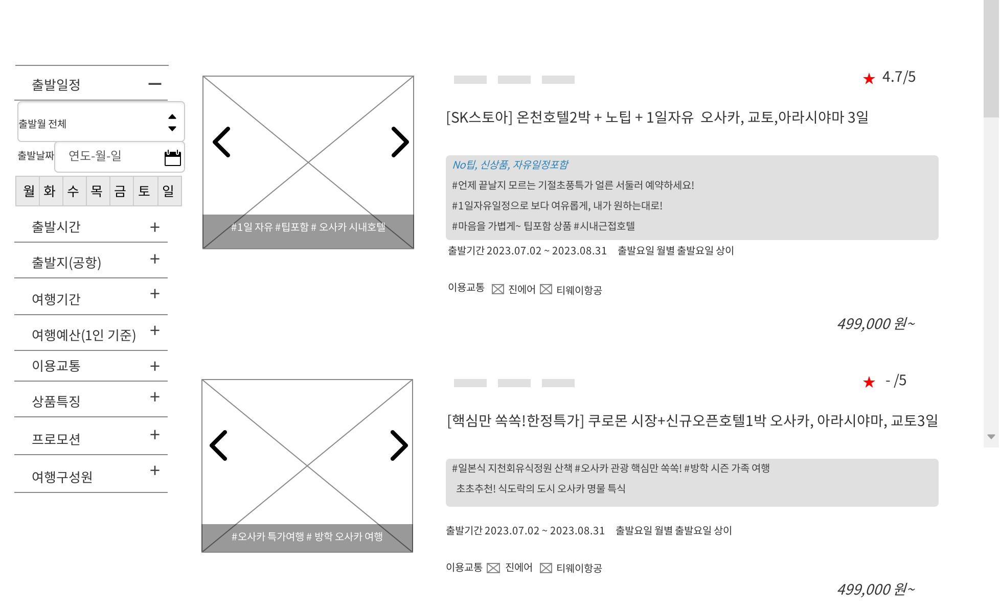 출발일정
출발월 전체
출발날짜 연도-월-일
월 화 수 목 금 토 일
출발시간 +
출발지(공항) +
여행기간 +
여행예산(1인 기준) +
이용교통 +
상품특징 +
프로모션 +
여행구성원 +
#1일 자유 #팁포함 # 오사카 시내호텔
★ 4.7/5
[SK스토아] 온천호텔2박 + 노팁 + 1일자유 오사카, 교토,아라시야마 3일
No팁, 신상품, 자유일정포함
#언제 끝날지 모르는 기절초풍특가 얼른 서둘러 예약하세요!
#1일자유일정으로 보다 여유롭게, 내가 원하는대로!
#마음을 가볍게~ 팁포함 상품 #시내근접호텔
출발기간 2023.07.02 ~ 2023.08.31 출발요일 월별 출발요일 상이
이용교통 진에어 티웨이항공
499,000 원~
#오사카 특가여행 # 방학 오사카 여행
★ - /5
[핵심만 쏙쏙!한정특가] 쿠로몬 시장+신규오픈호텔1박 오사카, 아라시야마, 교토3일
#일본식 지천회유식정원 산책 #오사카 관광 핵심만 쏙쏙! #방학 시즌 가족 여행
초초추천! 식도락의 도시 오사카 명물 특식
출발기간 2023.07.02 ~ 2023.08.31 출발요일 월별 출발요일 상이
이용교통 진에어 티웨이항공
499,000 원~